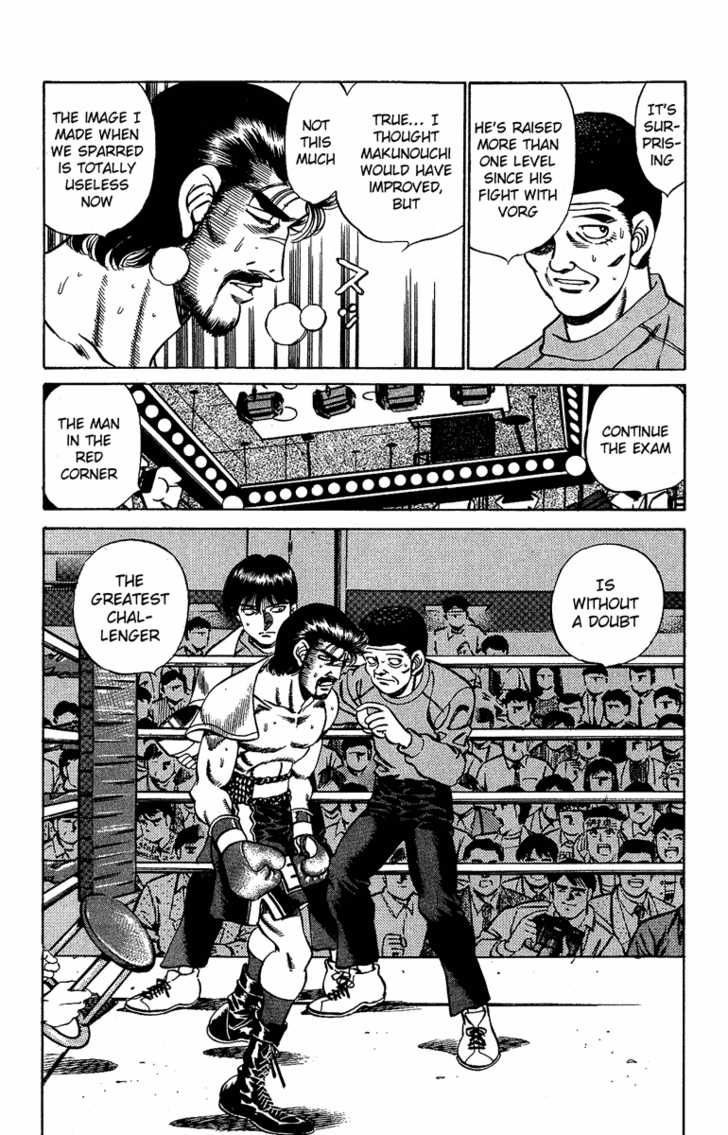 IT'S
SUR-
PRIS-
ING
HE'S RAISED
MORE THAN
ONE LEVEL
SINCE HIS
FIGHT WITH
VORG
TRUE... I
THOUGHT
MAKUNOUCHI
WOULD HAVE
IMPROVED,
BUT
NOT
THIS
MUCH
THE IMAGE I
MADE WHEN
WE SPARRED
IS TOTALLY
USELESS
NOW
ス
ッ
CONTINUE
THE EXAM
THE MAN
IN THE
RED
CORNER
IS
WITHOUT
A DOUBT
THE
GREATEST
CHAL-
LENGER